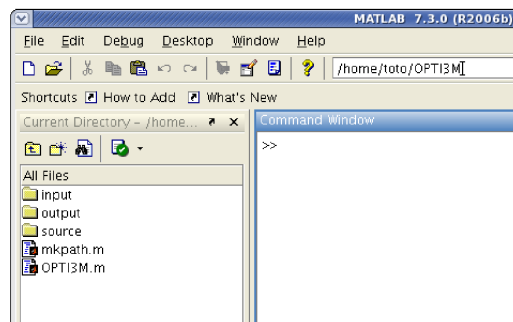 MATLAB 7.3.0 (R2006b)
File Edit Debug Desktop Window Help
/home/toto/OPTI3M
Shortcuts How to Add What's New
Current Directory - /home...
Command Window
>>
All Files
input
output
source
mkpath.m
OPTI3M.m